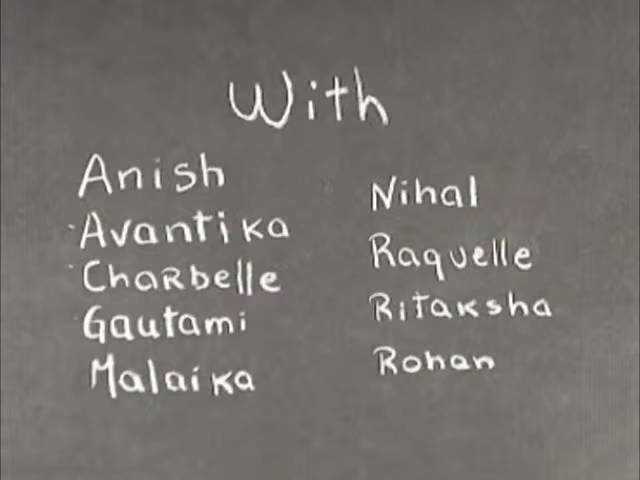 With
Anish
Avantika
Charbelle
Gautami
Malaika
Nihal
Raquelle
Ritaksha
Rohan